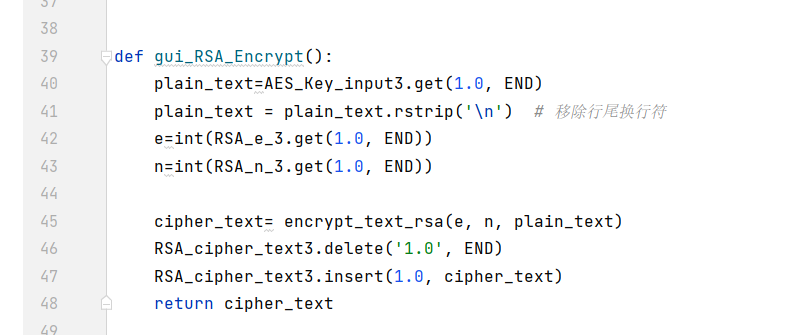 37
38
39 def gui_RSA_Encrypt():
40     plain_text=AES_Key_input3.get(1.0, END)
41     plain_text = plain_text.rstrip('\n')  # 移除行尾换行符
42     e=int(RSA_e_3.get(1.0, END))
43     n=int(RSA_n_3.get(1.0, END))
44
45     cipher_text= encrypt_text_rsa(e, n, plain_text)
46     RSA_cipher_text3.delete('1.0', END)
47     RSA_cipher_text3.insert(1.0, cipher_text)
48     return cipher_text
49